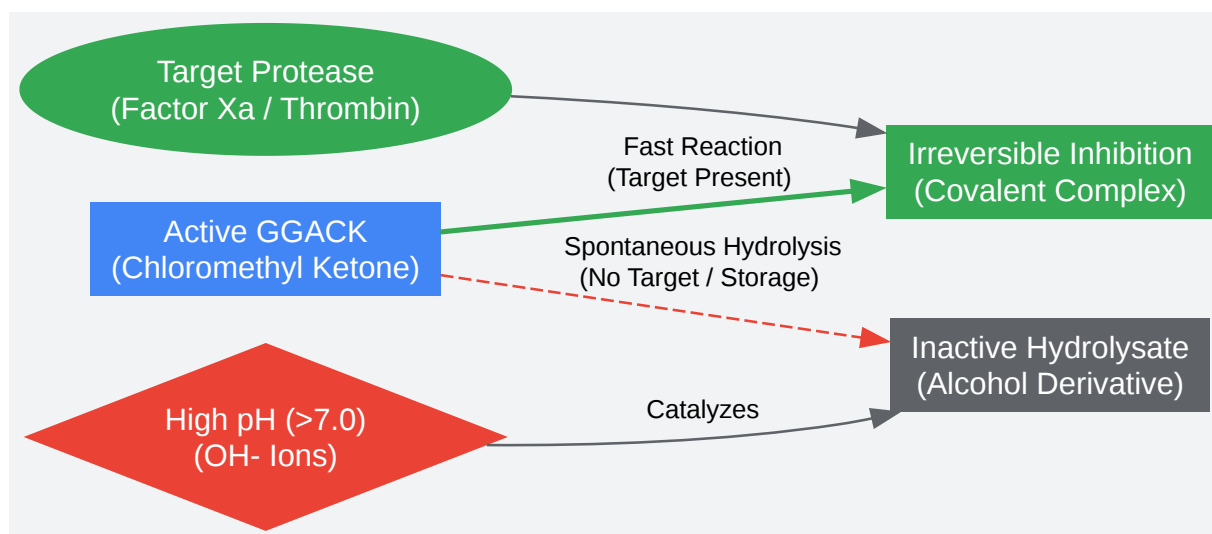 Target Protease
(Factor Xa / Thrombin)
Fast Reaction
(Target Present)
Irreversible Inhibition
(Covalent Complex)
Active GGACK
(Chloromethyl Ketone)
Spontaneous Hydrolysis
(No Target / Storage)
Inactive Hydrolysate
(Alcohol Derivative)
High pH (>7.0)
(OH- Ions)
Catalyzes